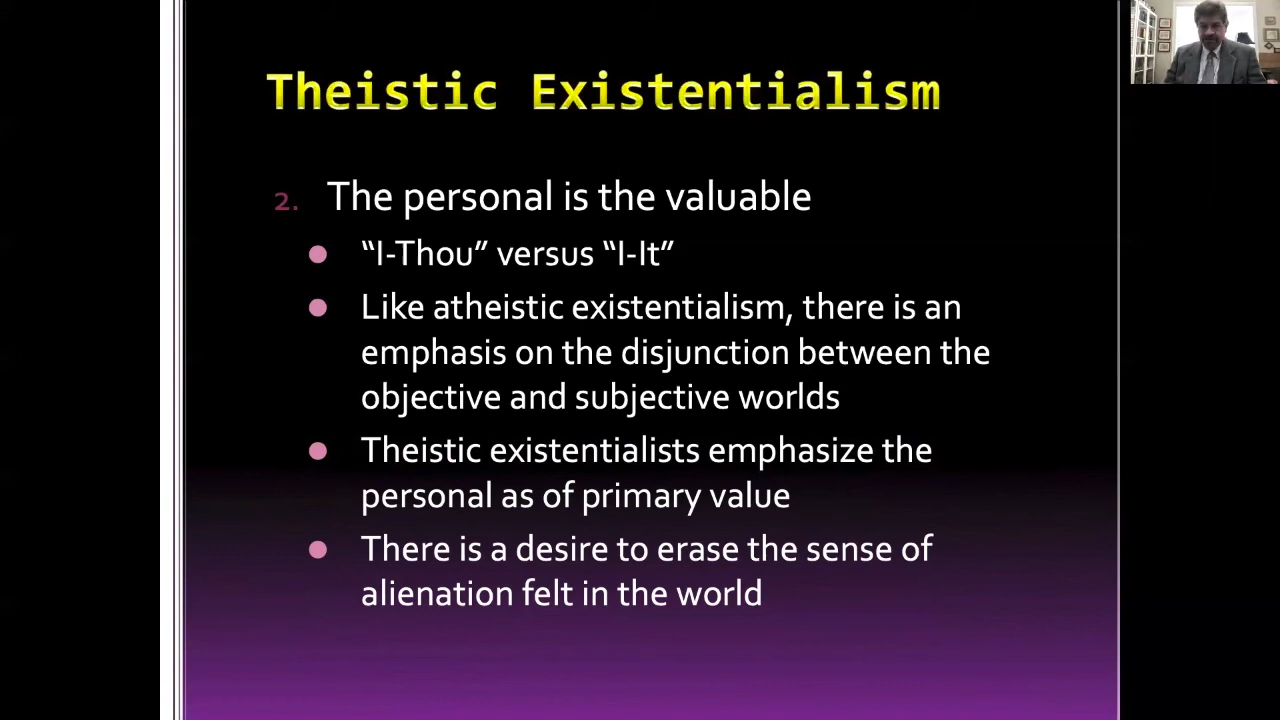 Theistic Existentialism
2. The personal is the valuable
“I-Thou” versus “I-It”
Like atheistic existentialism, there is an
emphasis on the disjunction between the
objective and subjective worlds
Theistic existentialists emphasize the
personal as of primary value
There is a desire to erase the sense of
alienation felt in the world